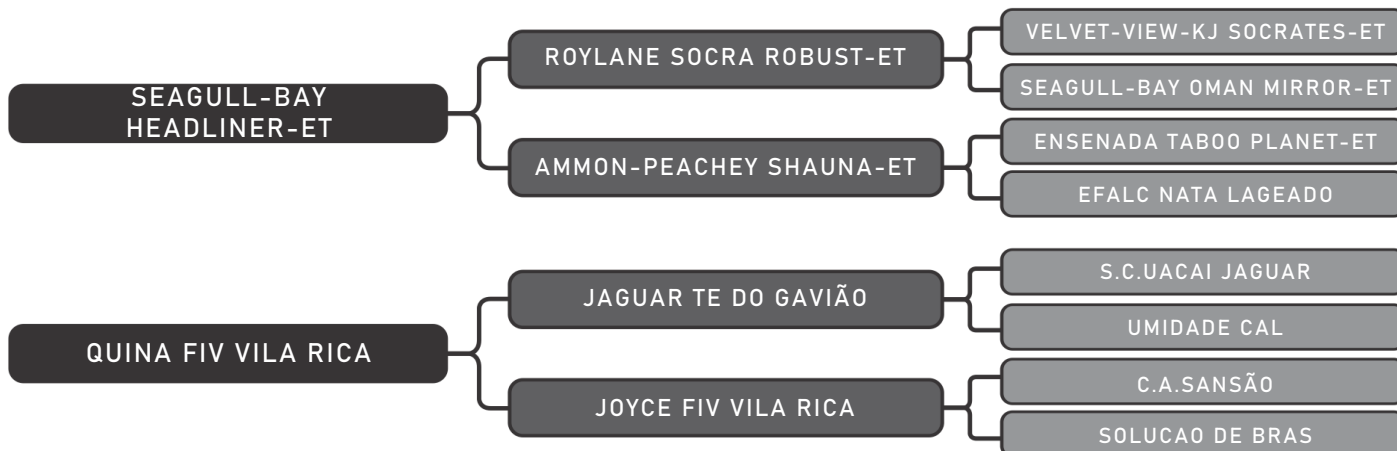 SEAGULL-BAY
HEADLINER-ET
ROYLANE SOCRA ROBUST-ET
VELVET-VIEW-KJ SOCRATES-ET
SEAGULL-BAY OMAN MIRROR-ET
AMMON-PEACHEY SHAUNA-ET
ENSENADA TABOO PLANET-ET
EFALC NATA LAGEADO
QUINA FIV VILA RICA
JAGUAR TE DO GAVIÃO
S.C.UACAI JAGUAR
UMIDADE CAL
JOYCE FIV VILA RICA
C.A.SANSÃO
SOLUCAO DE BRAS